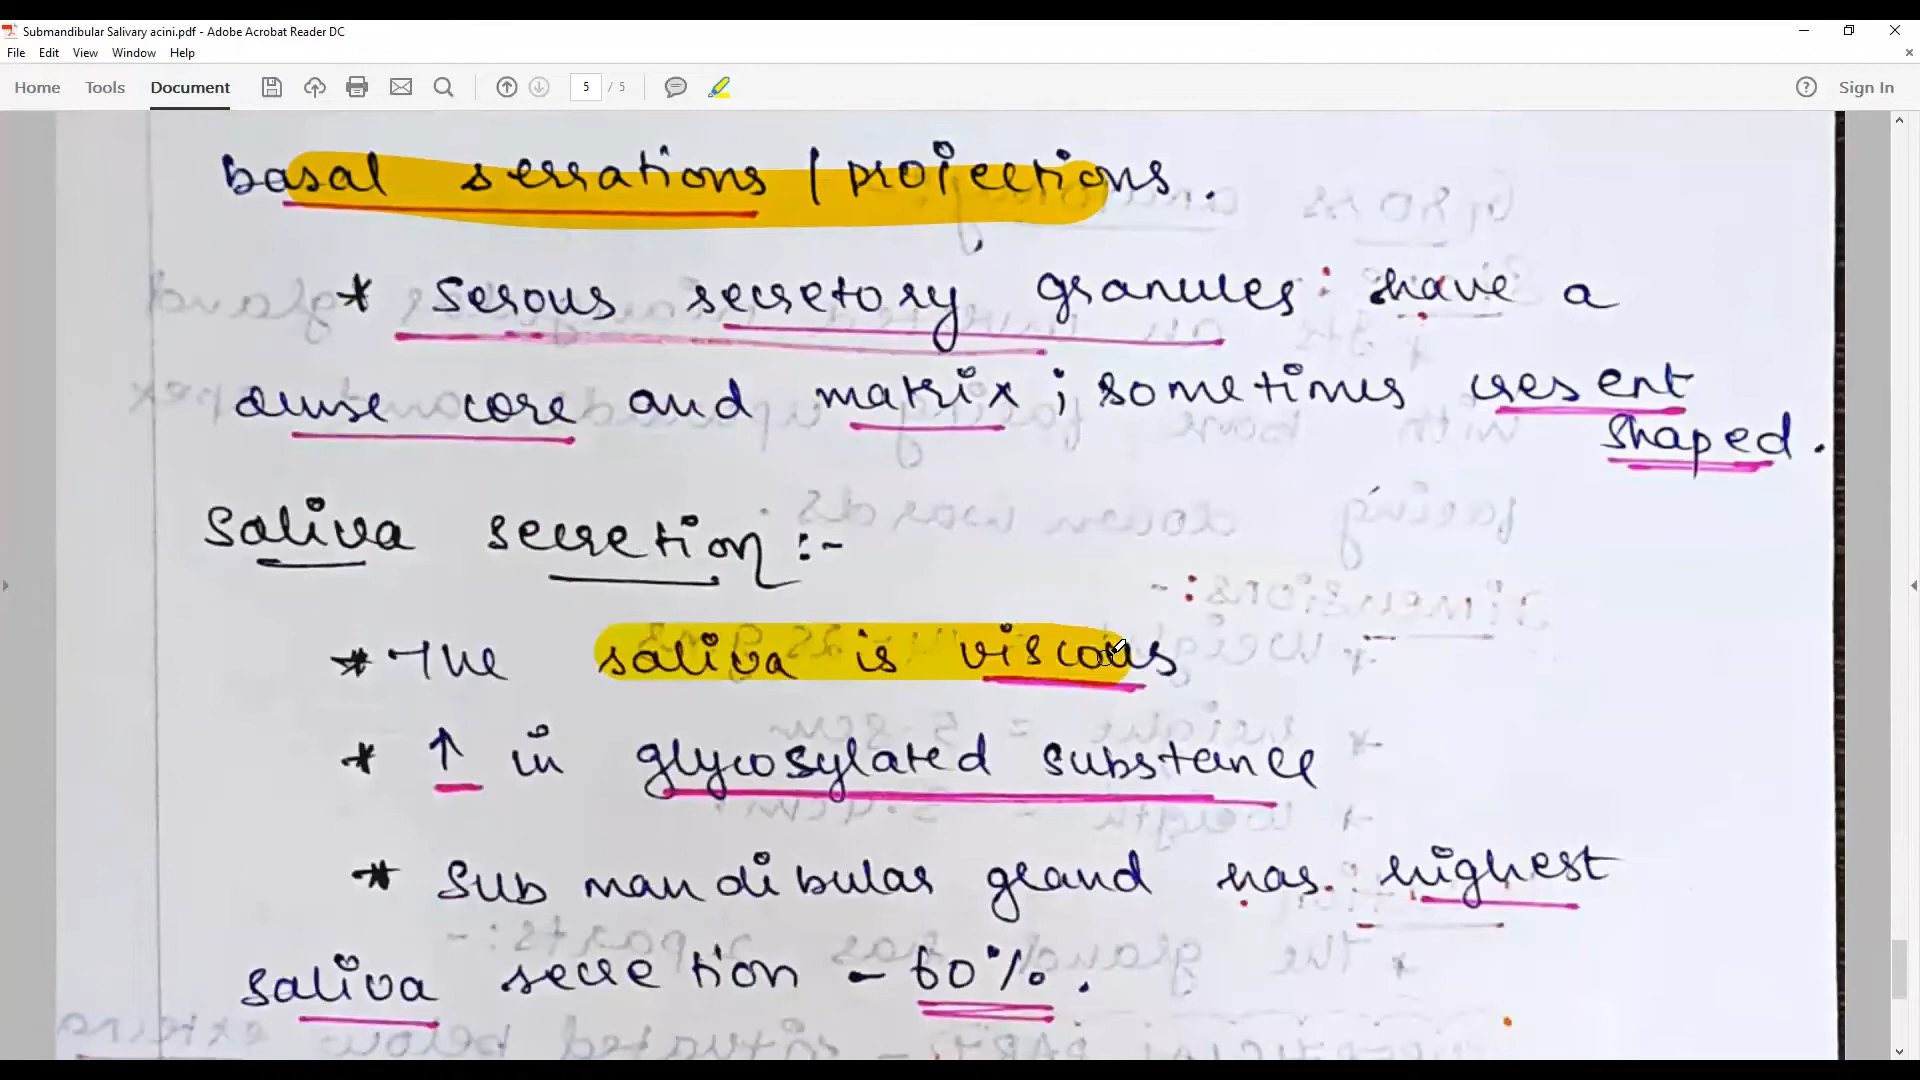 Submandibular Salivary acini.pdf - Adobe Acrobat Reader DC
File Edit View Window Help
Home Tools Document 5 / 5 Sign In
basal serrations / projections.
* Serous secretory granules: have a
dense core and matrix ; sometimes cresent
shaped.
Saliva secretion :-
* The saliva is viscous
* ↑ in glycosylated substance
* Sub mandibular gland has highest
saliva secretion - 60%.